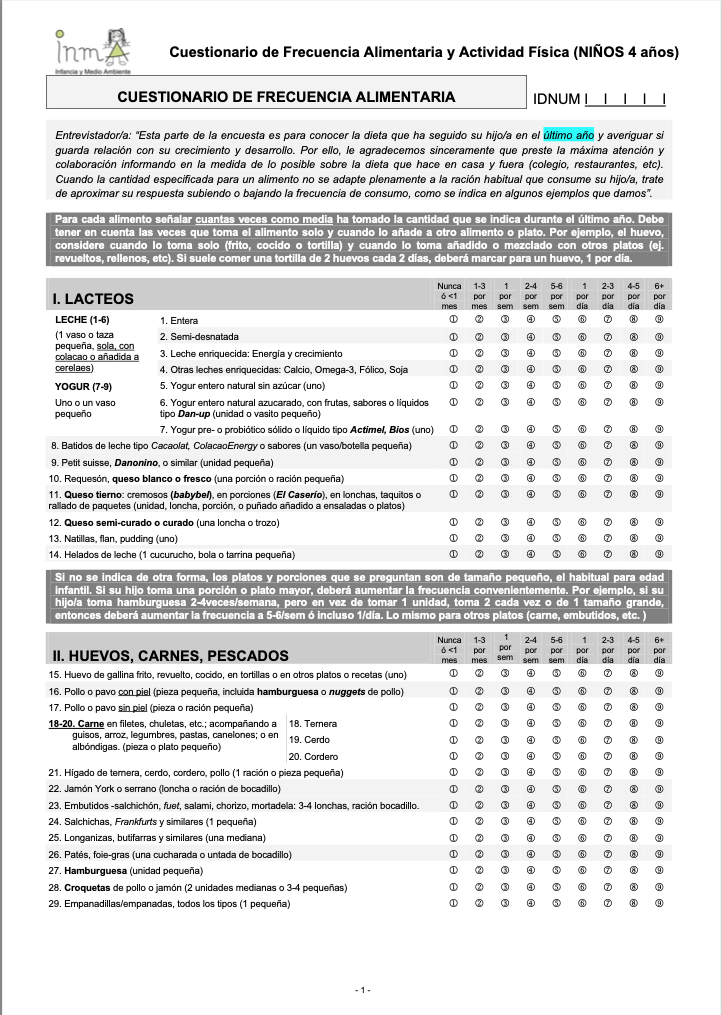 inma
Infancia y Medio Ambiente
Cuestionario de Frecuencia Alimentaria y Actividad Física (NIÑOS 4 años)
CUESTIONARIO DE FRECUENCIA ALIMENTARIA
IDNUM I__I__I__I__I
Entrevistador/a: “Esta parte de la encuesta es para conocer la dieta que ha seguido su hijo/a en el último año y averiguar si
guarda relación con su crecimiento y desarrollo. Por ello, le agradecemos sinceramente que preste la máxima atención y
colaboración informando en la medida de lo posible sobre la dieta que hace en casa y fuera (colegio, restaurantes, etc).
Cuando la cantidad especificada para un alimento no se adapte plenamente a la ración habitual que consume su hijo/a, trate
de aproximar su respuesta subiendo o bajando la frecuencia de consumo, como se indica en algunos ejemplos que damos”.
Para cada alimento señalar cuantas veces como media ha tomado la cantidad que se indica durante el último año. Debe
tener en cuenta las veces que toma el alimento solo y cuando lo añade a otro alimento o plato. Por ejemplo, el huevo,
considere cuando lo toma solo (frito, cocido o tortilla) y cuando lo toma añadido o mezclado con otros platos (ej.
revueltos, rellenos, etc). Si suele comer una tortilla de 2 huevos cada 2 días, deberá marcar para un huevo, 1 por día.
I. LACTEOS
Nunca ó <1 mes 1-3 por mes 1 por sem 2-4 por sem 5-6 por sem 1 por día 2-3 por día 4-5 por día 6+ por día
LECHE (1-6) 1. Entera ① ② ③ ④ ⑤ ⑥ ⑦ ⑧ ⑨
(1 vaso o taza pequeña, sola, con colacao o añadida a cerelaes)
2. Semi-desnatada ① ② ③ ④ ⑤ ⑥ ⑦ ⑧ ⑨
3. Leche enriquecida: Energía y crecimiento ① ② ③ ④ ⑤ ⑥ ⑦ ⑧ ⑨
4. Otras leches enriquecidas: Calcio, Omega-3, Fólico, Soja ① ② ③ ④ ⑤ ⑥ ⑦ ⑧ ⑨
YOGUR (7-9) 5. Yogur entero natural sin azúcar (uno) ① ② ③ ④ ⑤ ⑥ ⑦ ⑧ ⑨
Uno o un vaso pequeño
6. Yogur entero natural azucarado, con frutas, sabores o líquidos ① ② ③ ④ ⑤ ⑥ ⑦ ⑧ ⑨
tipo Dan-up (unidad o vasito pequeño)
7. Yogur pre- o probiótico sólido o líquido tipo Actimel, Bios (uno) ① ② ③ ④ ⑤ ⑥ ⑦ ⑧ ⑨
8. Batidos de leche tipo Cacaolat, ColacaoEnergy o sabores (un vaso/botella pequeña) ① ② ③ ④ ⑤ ⑥ ⑦ ⑧ ⑨
9. Petit suisse, Danonino, o similar (unidad pequeña) ① ② ③ ④ ⑤ ⑥ ⑦ ⑧ ⑨
10. Requesón, queso blanco o fresco (una porción o ración pequeña) ① ② ③ ④ ⑤ ⑥ ⑦ ⑧ ⑨
11. Queso tierno: cremosos (babybel), en porciones (El Caserío), en lonchas, taquitos o ① ② ③ ④ ⑤ ⑥ ⑦ ⑧ ⑨
rallado de paquetes (unidad, loncha, porción, o puñado añadido a ensaladas o platos)
12. Queso semi-curado o curado (una loncha o trozo) ① ② ③ ④ ⑤ ⑥ ⑦ ⑧ ⑨
13. Natillas, flan, pudding (uno) ① ② ③ ④ ⑤ ⑥ ⑦ ⑧ ⑨
14. Helados de leche (1 cucurucho, bola o tarrina pequeña) ① ② ③ ④ ⑤ ⑥ ⑦ ⑧ ⑨
Si no se indica de otra forma, los platos y porciones que se preguntan son de tamaño pequeño, el habitual para edad
infantil. Si su hijo toma una porción o plato mayor, deberá aumentar la frecuencia convenientemente. Por ejemplo, si su
hijo/a toma hamburguesa 2-4veces/semana, pero en vez de tomar 1 unidad, toma 2 cada vez o de 1 tamaño grande,
entonces deberá aumentar la frecuencia a 5-6/sem ó incluso 1/día. Lo mismo para otros platos (carne, embutidos, etc. )
II. HUEVOS, CARNES, PESCADOS
Nunca ó <1 mes 1-3 por mes 1 por sem 2-4 por sem 5-6 por sem 1 por día 2-3 por día 4-5 por día 6+ por día
15. Huevo de gallina frito, revuelto, cocido, en tortillas o en otros platos o recetas (uno) ① ② ③ ④ ⑤ ⑥ ⑦ ⑧ ⑨
16. Pollo o pavo con piel (pieza pequeña, incluida hamburguesa o nuggets de pollo) ① ② ③ ④ ⑤ ⑥ ⑦ ⑧ ⑨
17. Pollo o pavo sin piel (pieza o ración pequeña) ① ② ③ ④ ⑤ ⑥ ⑦ ⑧ ⑨
18-20. Carne en filetes, chuletas, etc.; acompañando a 18. Ternera ① ② ③ ④ ⑤ ⑥ ⑦ ⑧ ⑨
guisos, arroz, legumbres, pastas, canelones; o en 19. Cerdo ① ② ③ ④ ⑤ ⑥ ⑦ ⑧ ⑨
albóndigas. (pieza o plato pequeño) 20. Cordero ① ② ③ ④ ⑤ ⑥ ⑦ ⑧ ⑨
21. Hígado de ternera, cerdo, cordero, pollo (1 ración o pieza pequeña) ① ② ③ ④ ⑤ ⑥ ⑦ ⑧ ⑨
22. Jamón York o serrano (loncha o ración de bocadillo) ① ② ③ ④ ⑤ ⑥ ⑦ ⑧ ⑨
23. Embutidos -salchichón, fuet, salami, chorizo, mortadela: 3-4 lonchas, ración bocadillo. ① ② ③ ④ ⑤ ⑥ ⑦ ⑧ ⑨
24. Salchichas, Frankfurts y similares (1 pequeña) ① ② ③ ④ ⑤ ⑥ ⑦ ⑧ ⑨
25. Longanizas, butifarras y similares (una mediana) ① ② ③ ④ ⑤ ⑥ ⑦ ⑧ ⑨
26. Patés, foie-gras (una cucharada o untada de bocadillo) ① ② ③ ④ ⑤ ⑥ ⑦ ⑧ ⑨
27. Hamburguesa (unidad pequeña) ① ② ③ ④ ⑤ ⑥ ⑦ ⑧ ⑨
28. Croquetas de pollo o jamón (2 unidades medianas o 3-4 pequeñas) ① ② ③ ④ ⑤ ⑥ ⑦ ⑧ ⑨
29. Empanadillas/empanadas, todos los tipos (1 pequeña) ① ② ③ ④ ⑤ ⑥ ⑦ ⑧ ⑨
- 1 -